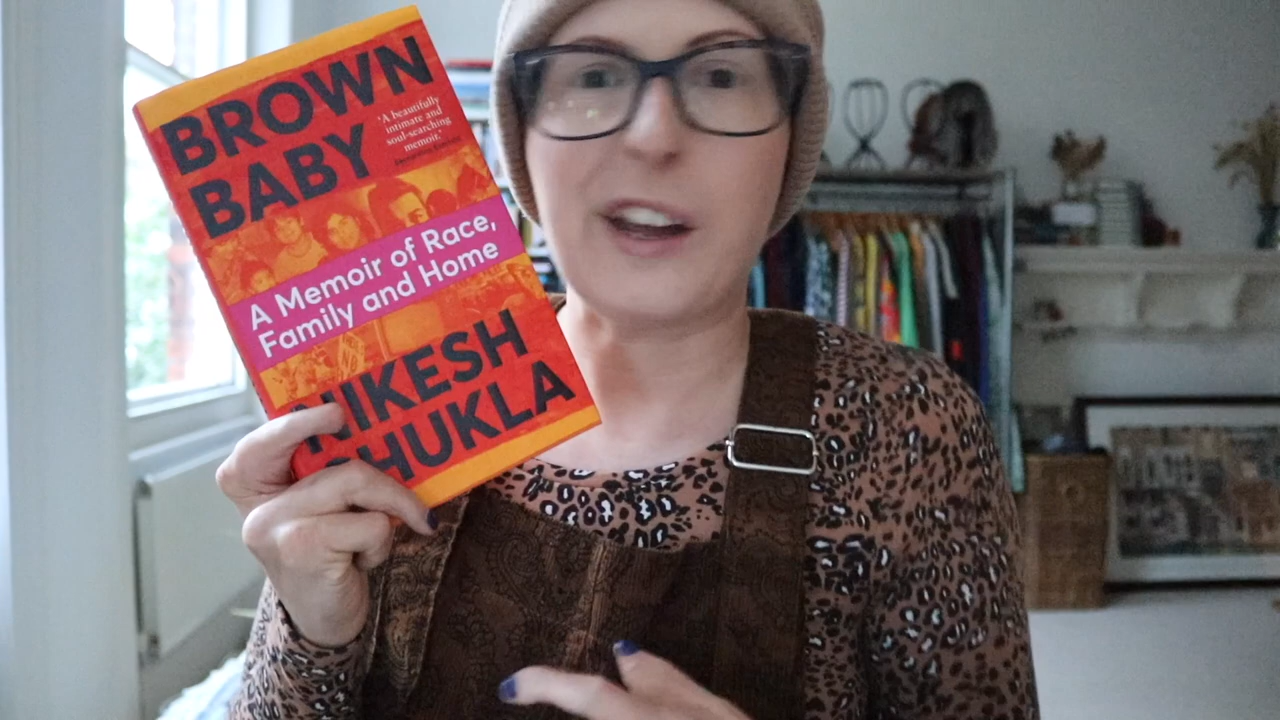 BROWN
BABY
'A beautifully
intimate and
soul-searching
memoir.'
A Memoir of Race,
Family and Home
NIKESH
SHUKLA